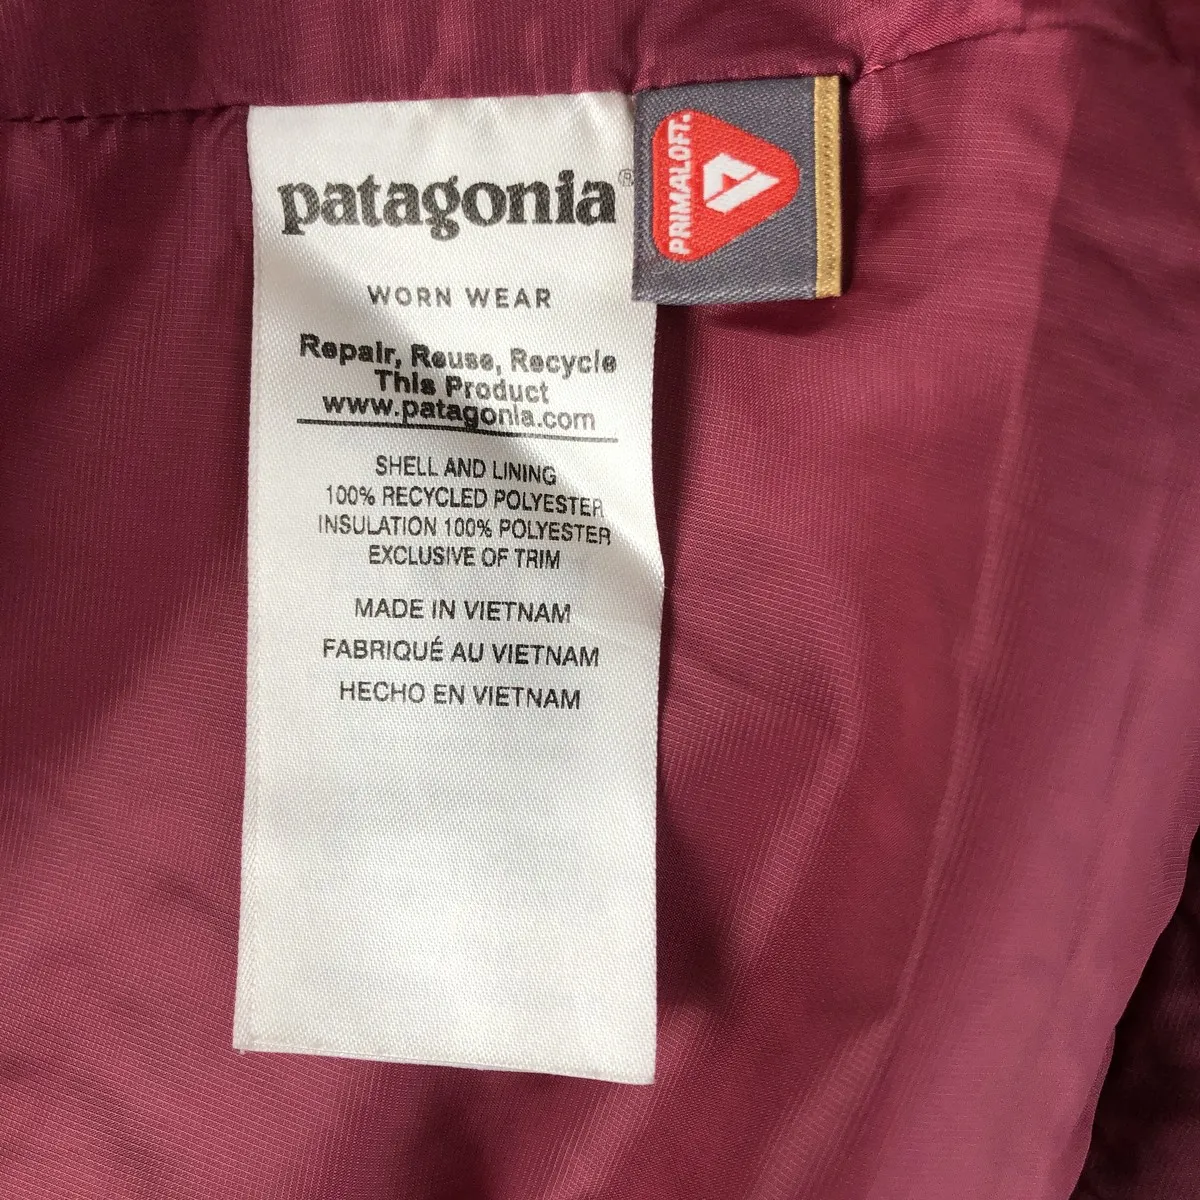 patagonia®
WORN WEAR
Repair, Reuse, Recycle
This Product
www.patagonia.com
SHELL AND LINING
100% RECYCLED POLYESTER
INSULATION 100% POLYESTER
EXCLUSIVE OF TRIM
MADE IN VIETNAM
FABRIQUÉ AU VIETNAM
HECHO EN VIETNAM
PRIMALOFT.